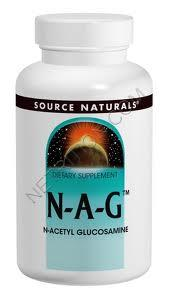 SOURCE NATURALS®
DIETARY SUPPLEMENT
N-A-G™
N-ACETYL GLUCOSAMINE